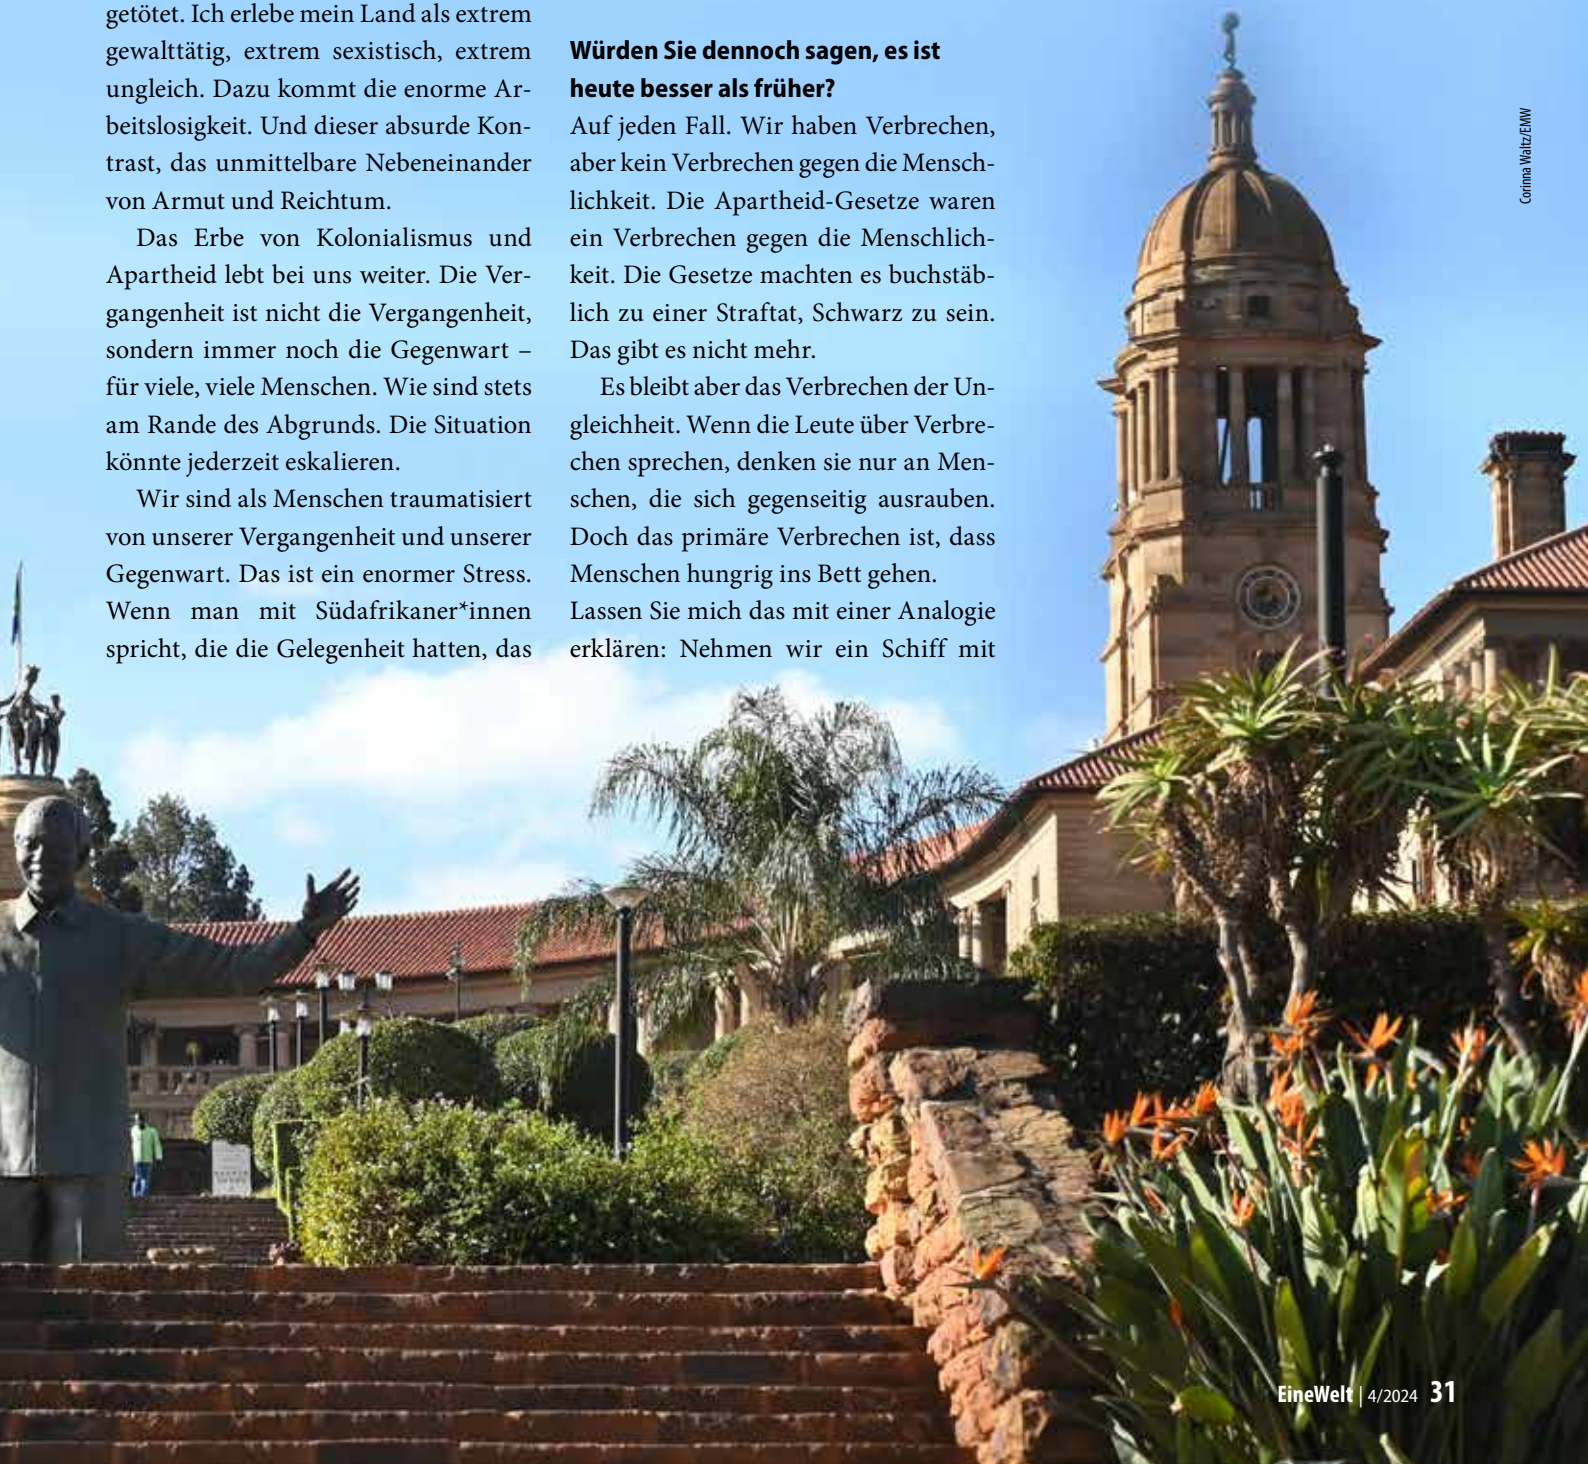 getötet. Ich erlebe mein Land als extrem
gewalttätig, extrem sexistisch, extrem
ungleich. Dazu kommt die enorme Ar-
beitslosigkeit. Und dieser absurde Kon-
trast, das unmittelbare Nebeneinander
von Armut und Reichtum.
Das Erbe von Kolonialismus und
Apartheid lebt bei uns weiter. Die Ver-
gangenheit ist nicht die Vergangenheit,
sondern immer noch die Gegenwart –
für viele, viele Menschen. Wie sind stets
am Rande des Abgrunds. Die Situation
könnte jederzeit eskalieren.
Wir sind als Menschen traumatisiert
von unserer Vergangenheit und unserer
Gegenwart. Das ist ein enormer Stress.
Wenn man mit Südafrikaner*innen
spricht, die die Gelegenheit hatten, das
Würden Sie dennoch sagen, es ist
heute besser als früher?
Auf jeden Fall. Wir haben Verbrechen,
aber kein Verbrechen gegen die Mensch-
lichkeit. Die Apartheid-Gesetze waren
ein Verbrechen gegen die Menschlich-
keit. Die Gesetze machten es buchstäb-
lich zu einer Straftat, Schwarz zu sein.
Das gibt es nicht mehr.
Es bleibt aber das Verbrechen der Un-
gleichheit. Wenn die Leute über Verbre-
chen sprechen, denken sie nur an Men-
schen, die sich gegenseitig ausrauben.
Doch das primäre Verbrechen ist, dass
Menschen hungrig ins Bett gehen.
Lassen Sie mich das mit einer Analogie
erklären: Nehmen wir ein Schiff mit
Corinna Waltz/EMW
EineWelt | 4/2024 31